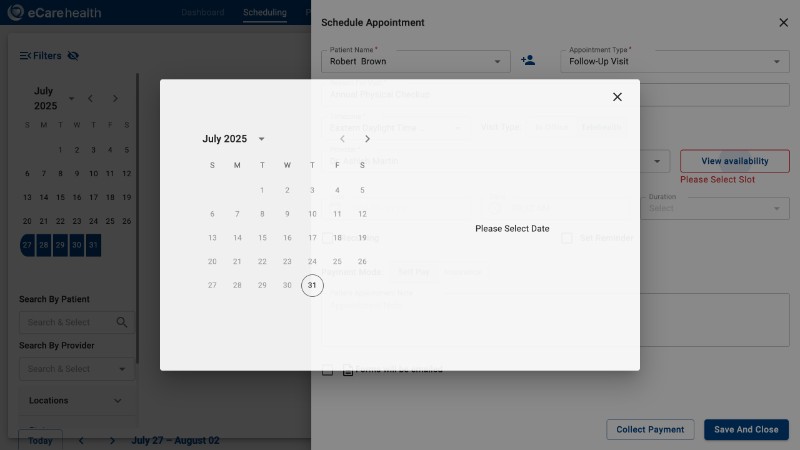 eCarehealth
Dashboard
Scheduling
Schedule Appointment
Filters
Patient Name *
Robert Brown
Appointment Type *
Follow-Up Visit
July
2025
S M T W T F S
1 2 3 4 5
6 7 8 9 10 11 12
13 14 15 16 17 18 19
20 21 22 23 24 25 26
27 28 29 30 31
Annual Physical Checkup
Eastern Daylight Time
View availability
Please Select Slot
Duration
Select
July 2025
S M T W T F S
1 2 3 4 5
6 7 8 9 10 11 12
13 14 15 16 17 18 19
20 21 22 23 24 25 26
27 28 29 30 31
Please Select Date
Payment Mode
Search By Patient
Search & Select
Search By Provider
Search & Select
Locations
Forms will be emailed
Today
July 27 – August 02
Collect Payment
Save And Close